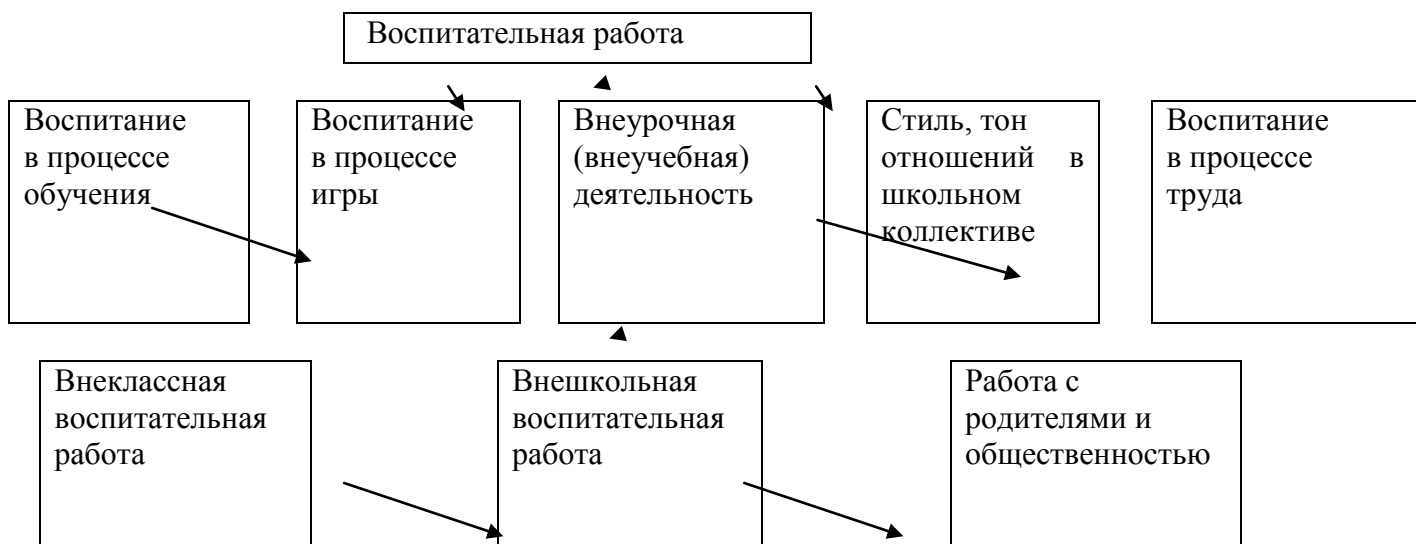 Воспитательная работа
Воспитание
в процессе
обучения
Воспитание
в процессе
игры
Внеурочная
(внеучебная)
деятельность
Стиль, тон
отношений в
школьном
коллективе
Воспитание
в процессе
труда
Внеклассная
воспитательная
работа
Внешкольная
воспитательная
работа
Работа с
родителями и
общественностью